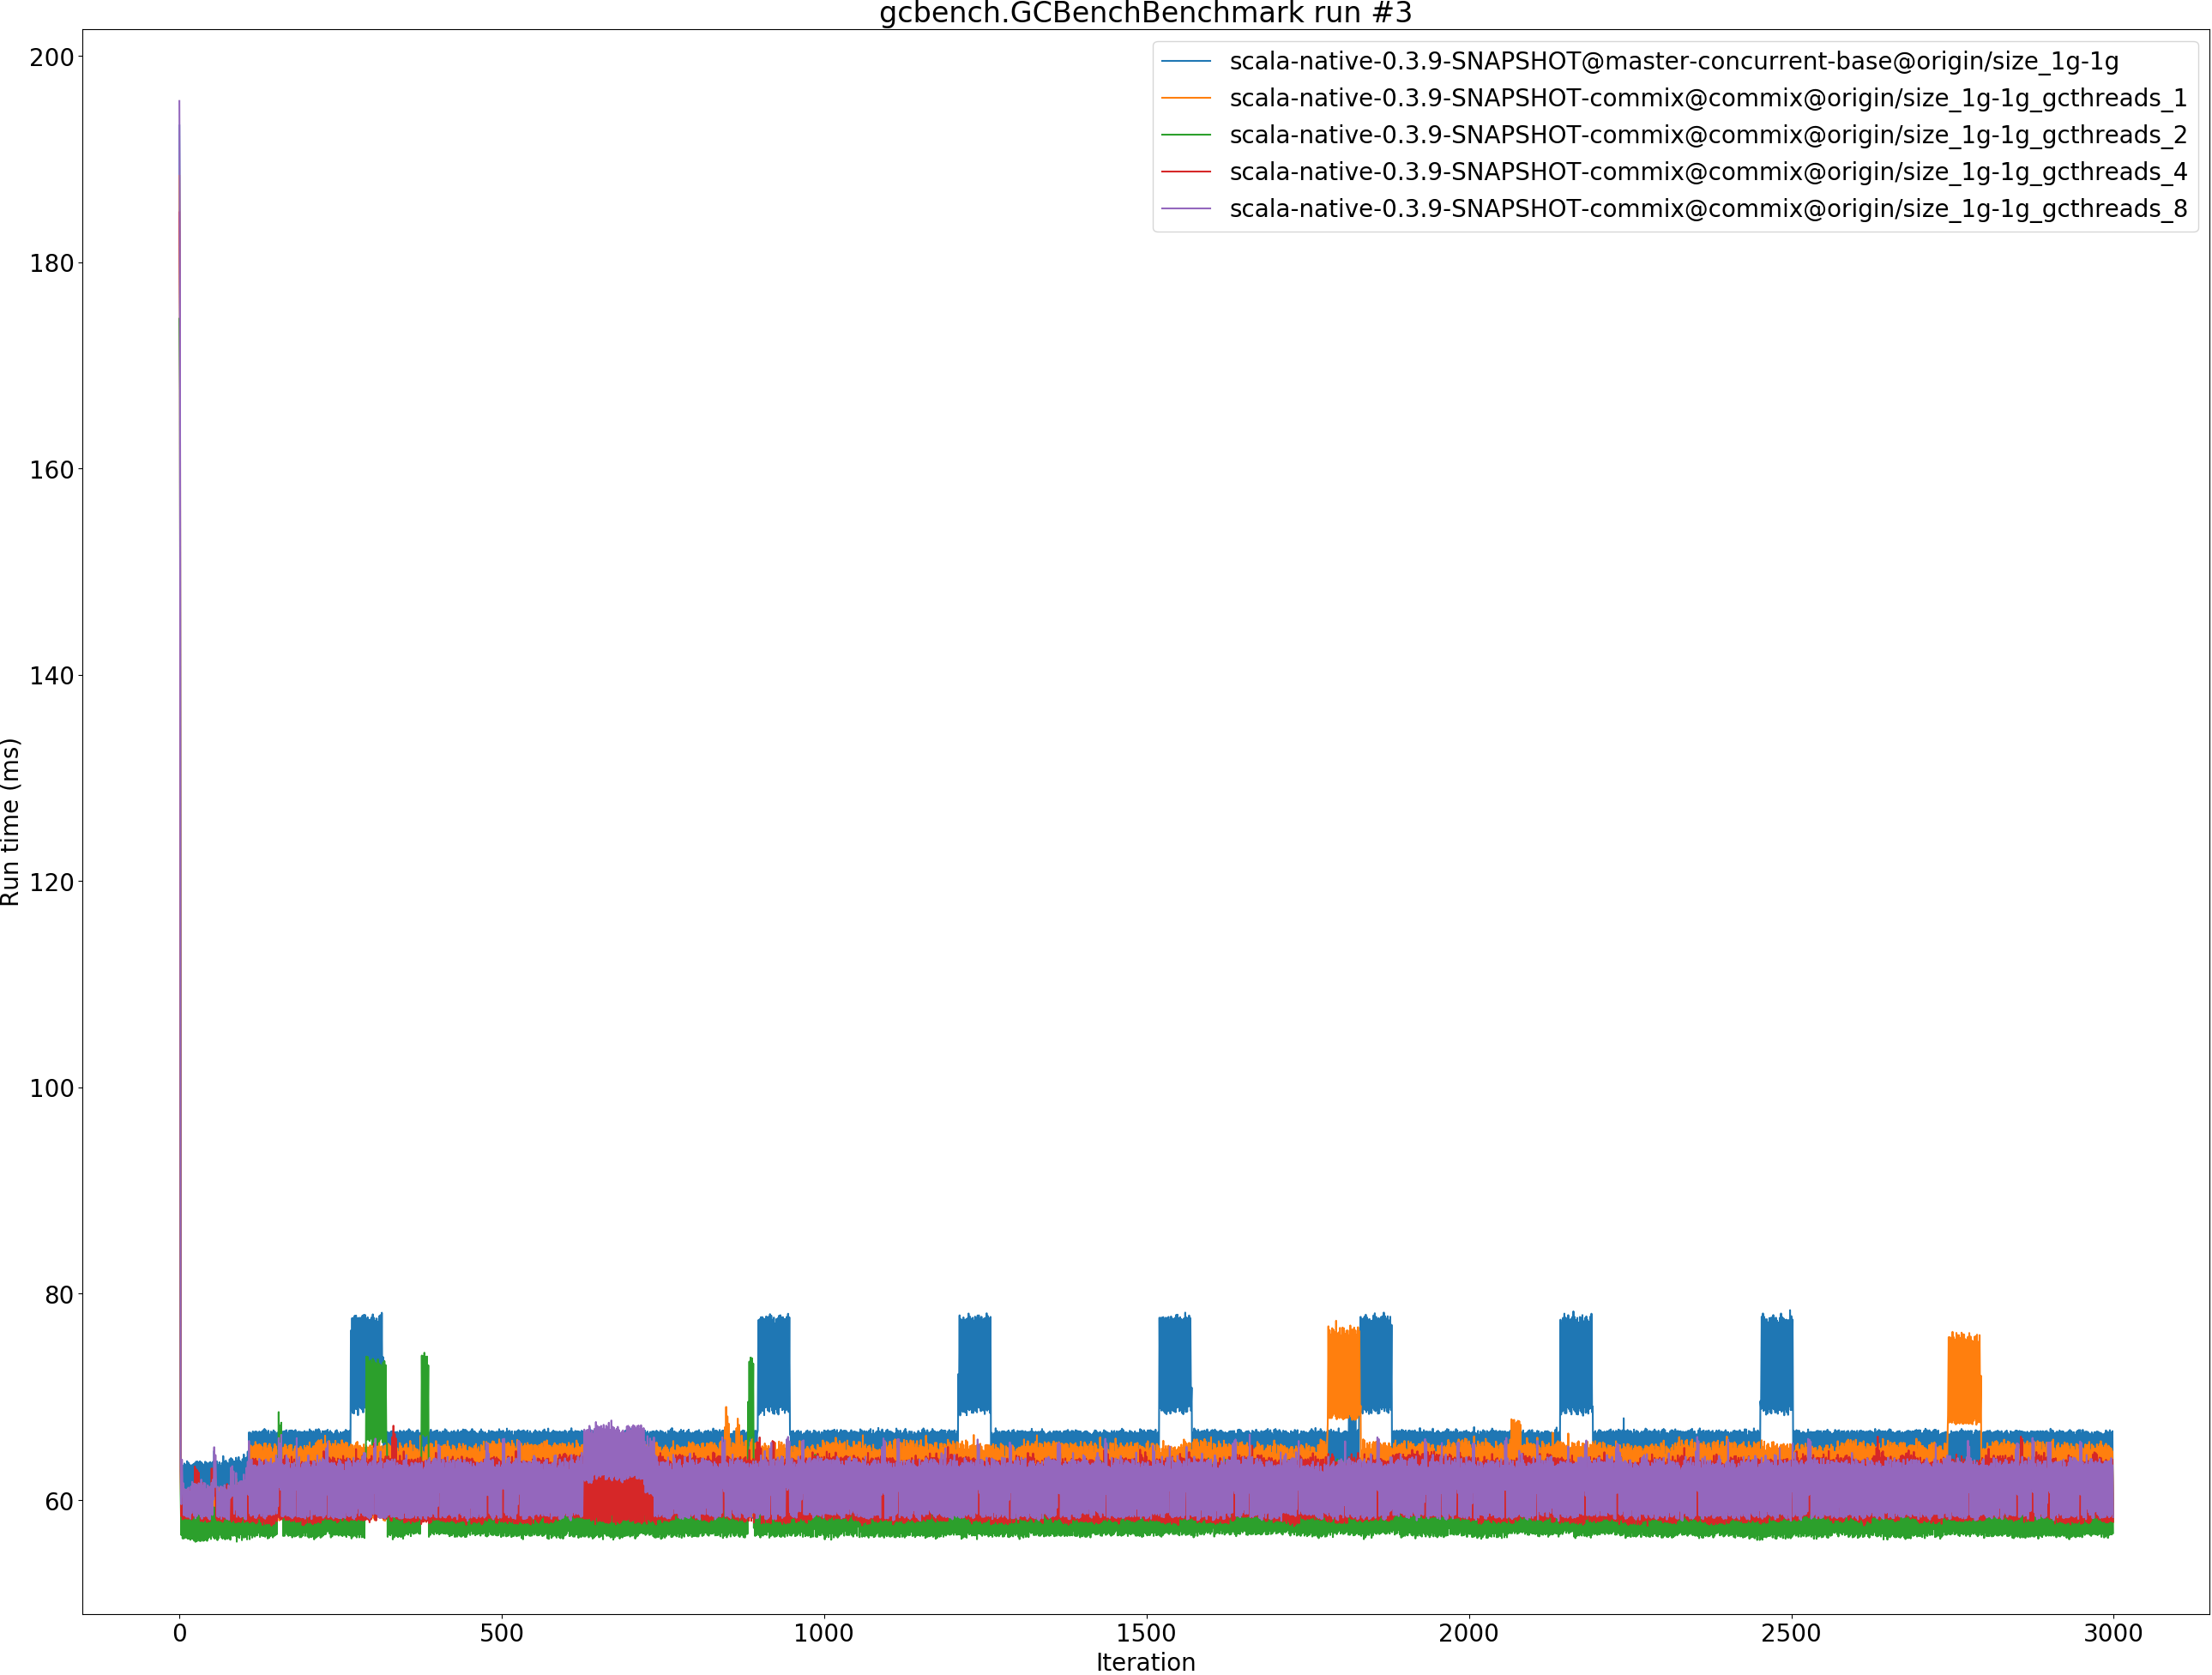 gcbench.GCBenchBenchmark run #3
scala-native-0.3.9-SNAPSHOT@master-concurrent-base@origin/size_1g-1g
scala-native-0.3.9-SNAPSHOT-commix@commix@origin/size_1g-1g_gcthreads_1
scala-native-0.3.9-SNAPSHOT-commix@commix@origin/size_1g-1g_gcthreads_2
scala-native-0.3.9-SNAPSHOT-commix@commix@origin/size_1g-1g_gcthreads_4
scala-native-0.3.9-SNAPSHOT-commix@commix@origin/size_1g-1g_gcthreads_8
200
180
160
140
120
100
80
60
Run time (ms)
0 500 1000 1500 2000 2500 3000
Iteration